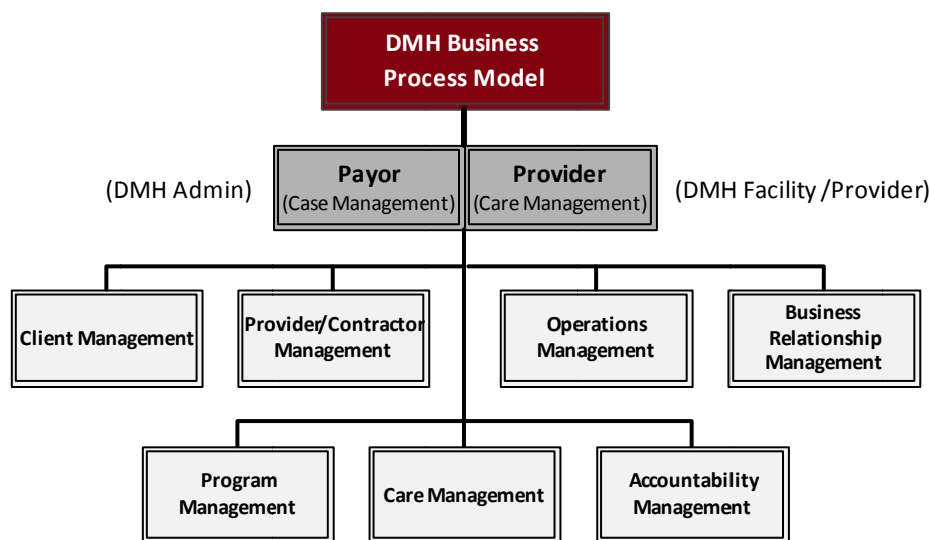 DMH Business
Process Model
(DMH Admin)
Payor
(Case Management)
Provider
(Care Management)
(DMH Facility /Provider)
Client Management
Provider/Contractor
Management
Operations
Management
Business
Relationship
Management
Program
Management
Care Management
Accountability
Management